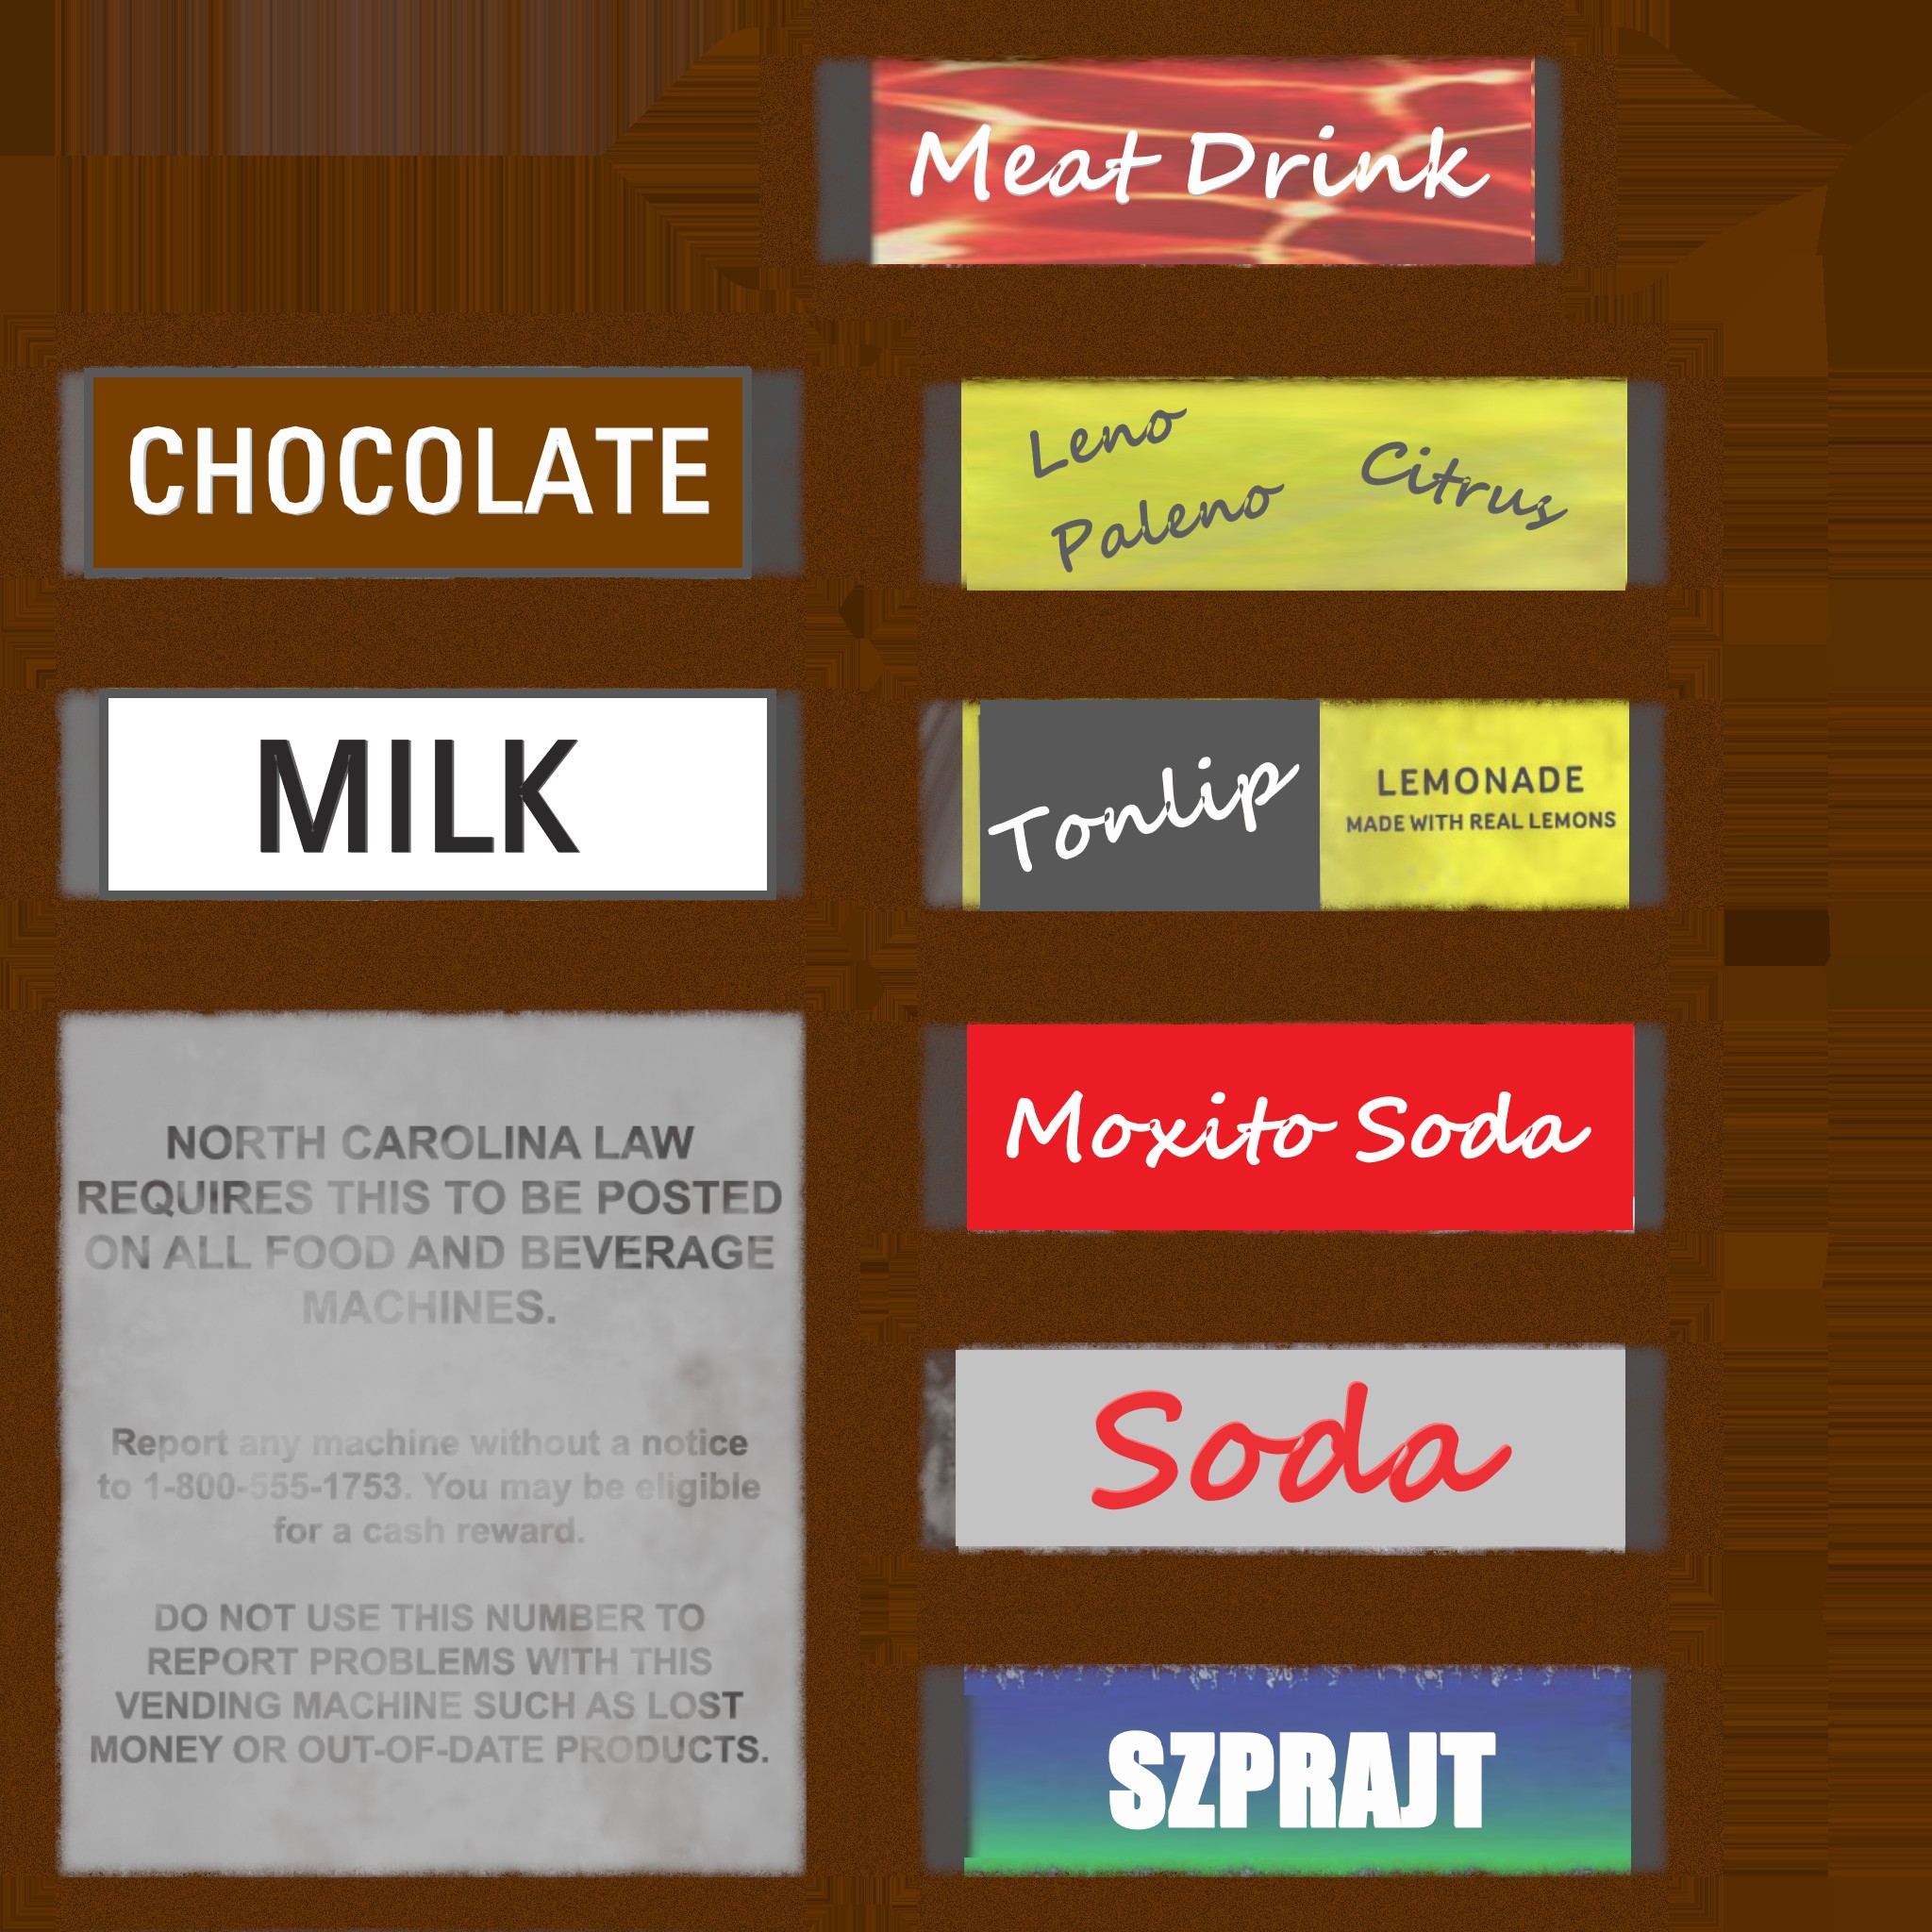 Meat Drink
CHOCOLATE
Leno
Paleno
Citrus
MILK
Tonlip
LEMONADE
MADE WITH REAL LEMONS
NORTH CAROLINA LAW
REQUIRES THIS TO BE POSTED
ON ALL FOOD AND BEVERAGE
MACHINES.
Report any machine without a notice
to 1-800-555-1753. You may be eligible
for a cash reward.
DO NOT USE THIS NUMBER TO
REPORT PROBLEMS WITH THIS
VENDING MACHINE SUCH AS LOST
MONEY OR OUT-OF-DATE PRODUCTS.
Moxito Soda
Soda
SZPRAJT